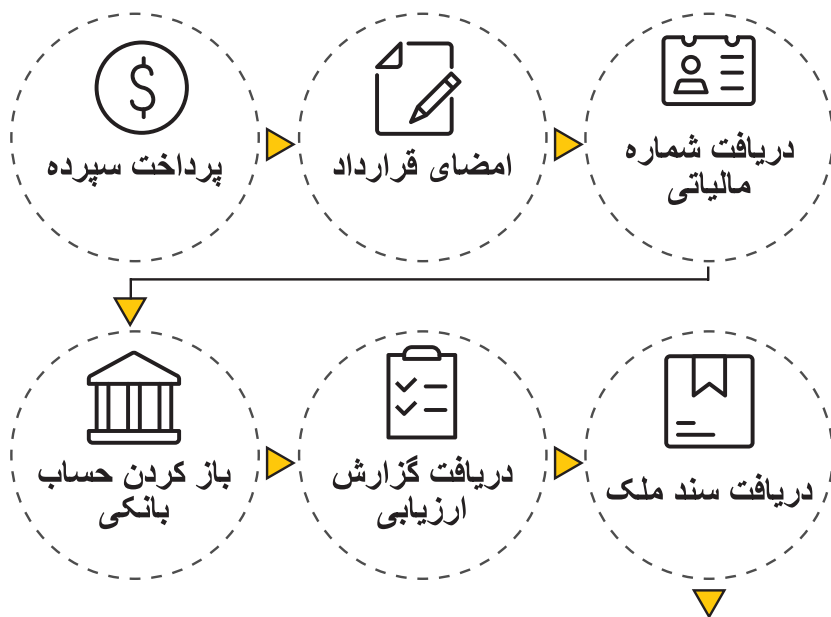 پرداخت سپرده
امضای قرارداد
دریافت شماره
مالیاتی
باز کردن حساب
بانکی
دریافت گزارش
ارزیابی
دریافت سند ملک